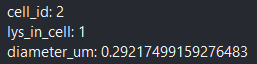 cell_id: 2
lys_in_cell: 1
diameter_um: 0.29217499159276483